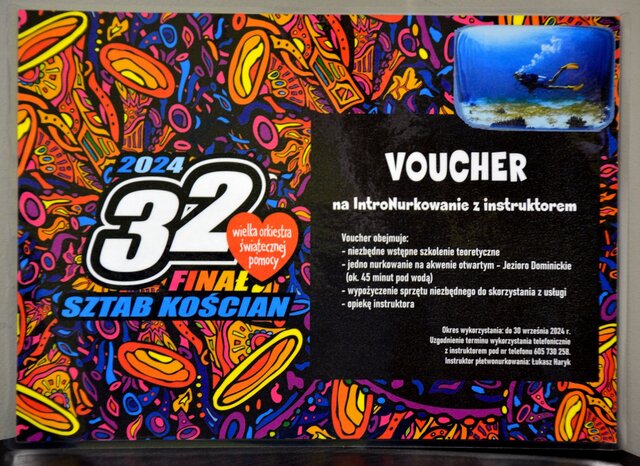 2024
32
wielka orkiestra
świątecznej
pomocy
FINAŁ
SZTAB KOŚCIAN
VOUCHER
na IntroNurkowanie z instruktorem
Voucher obejmuje:
- niezbędne wstępne szkolenie teoretyczne
- jedno nurkowanie na akwenie otwartym - Jezioro Dominickie
(ok. 45 minut pod wodą)
- wypożyczenie sprzętu niezbędnego do skorzystania z usługi
- opiekę instruktora
Okres wykorzystania: do 30 września 2024 r.
Uzgodnienie terminu wykorzystania telefonicznie
z instruktorem pod nr telefonu 605 730 258.
Instruktor płetwonurkowania: Łukasz Haryk